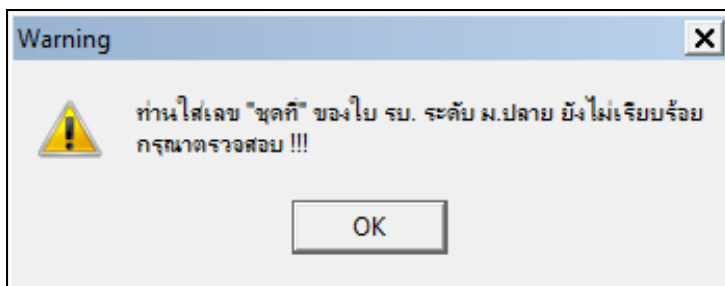 Warning
ท่านใส่เลข "ชุดที่" ของใบ รบ. ระดับ ม.ปลาย ยังไม่เรียบร้อย
กรุณาตรวจสอบ !!!
OK